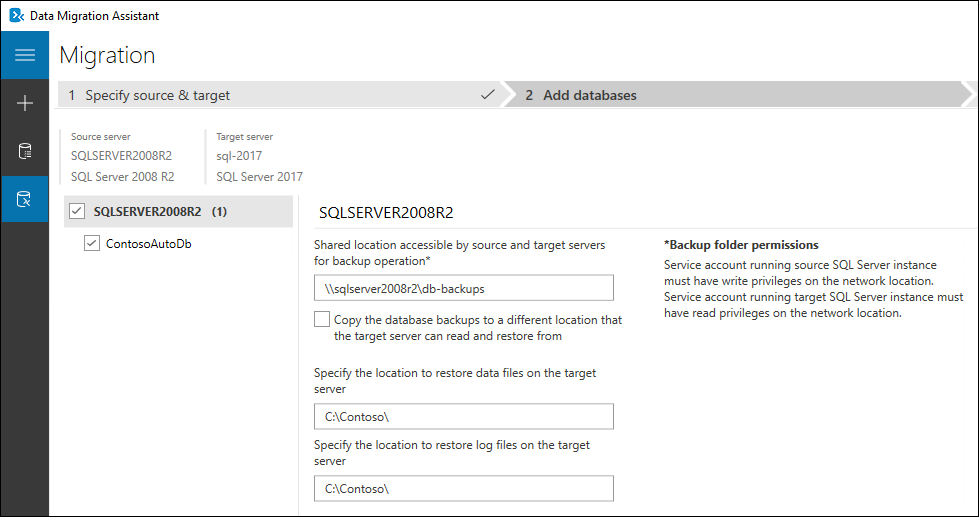 Data Migration Assistant
Migration
1 Specify source & target
2 Add databases
Source server
SQLSERVER2008R2
SQL Server 2008 R2
Target server
sql-2017
SQL Server 2017
SQLSERVER2008R2 (1)
ContosoAutoDb
SQLSERVER2008R2
Shared location accessible by source and target servers
for backup operation*
\\sqlserver2008r2\db-backups
Copy the database backups to a different location that
the target server can read and restore from
Specify the location to restore data files on the target
server
C:\Contoso\
Specify the location to restore log files on the target
server
C:\Contoso\
*Backup folder permissions
Service account running source SQL Server instance
must have write privileges on the network location.
Service account running target SQL Server instance must
have read privileges on the network location.